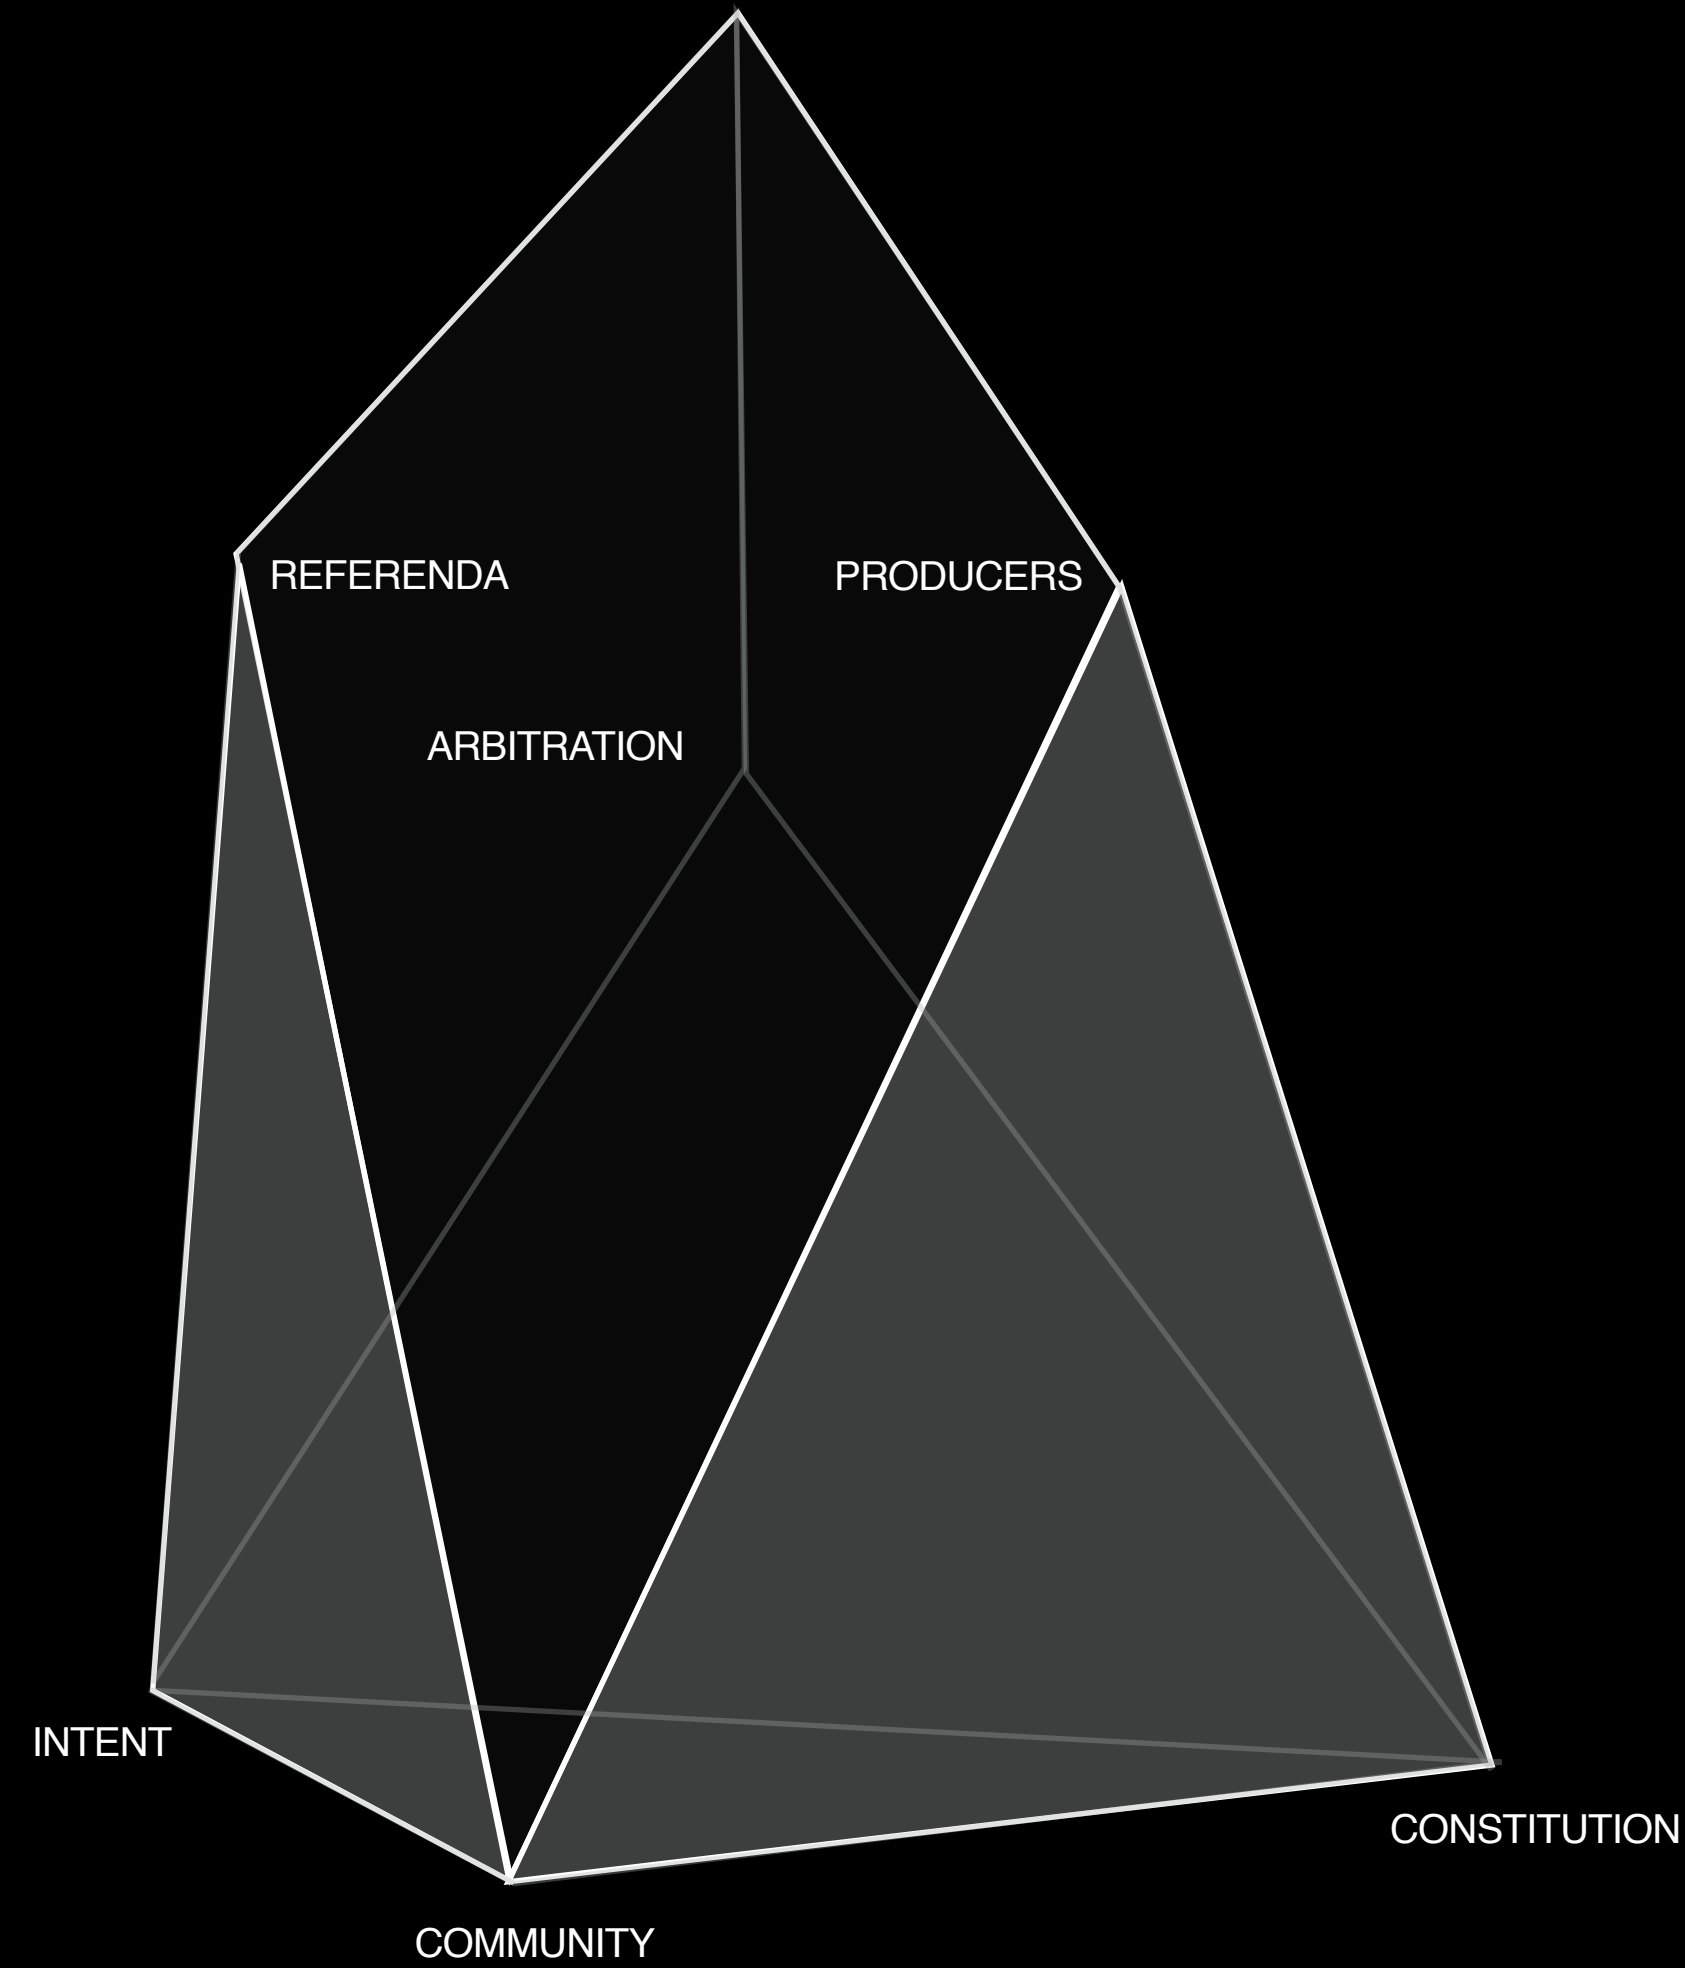 REFERENDA
PRODUCERS
ARBITRATION
INTENT
CONSTITUTION
COMMUNITY